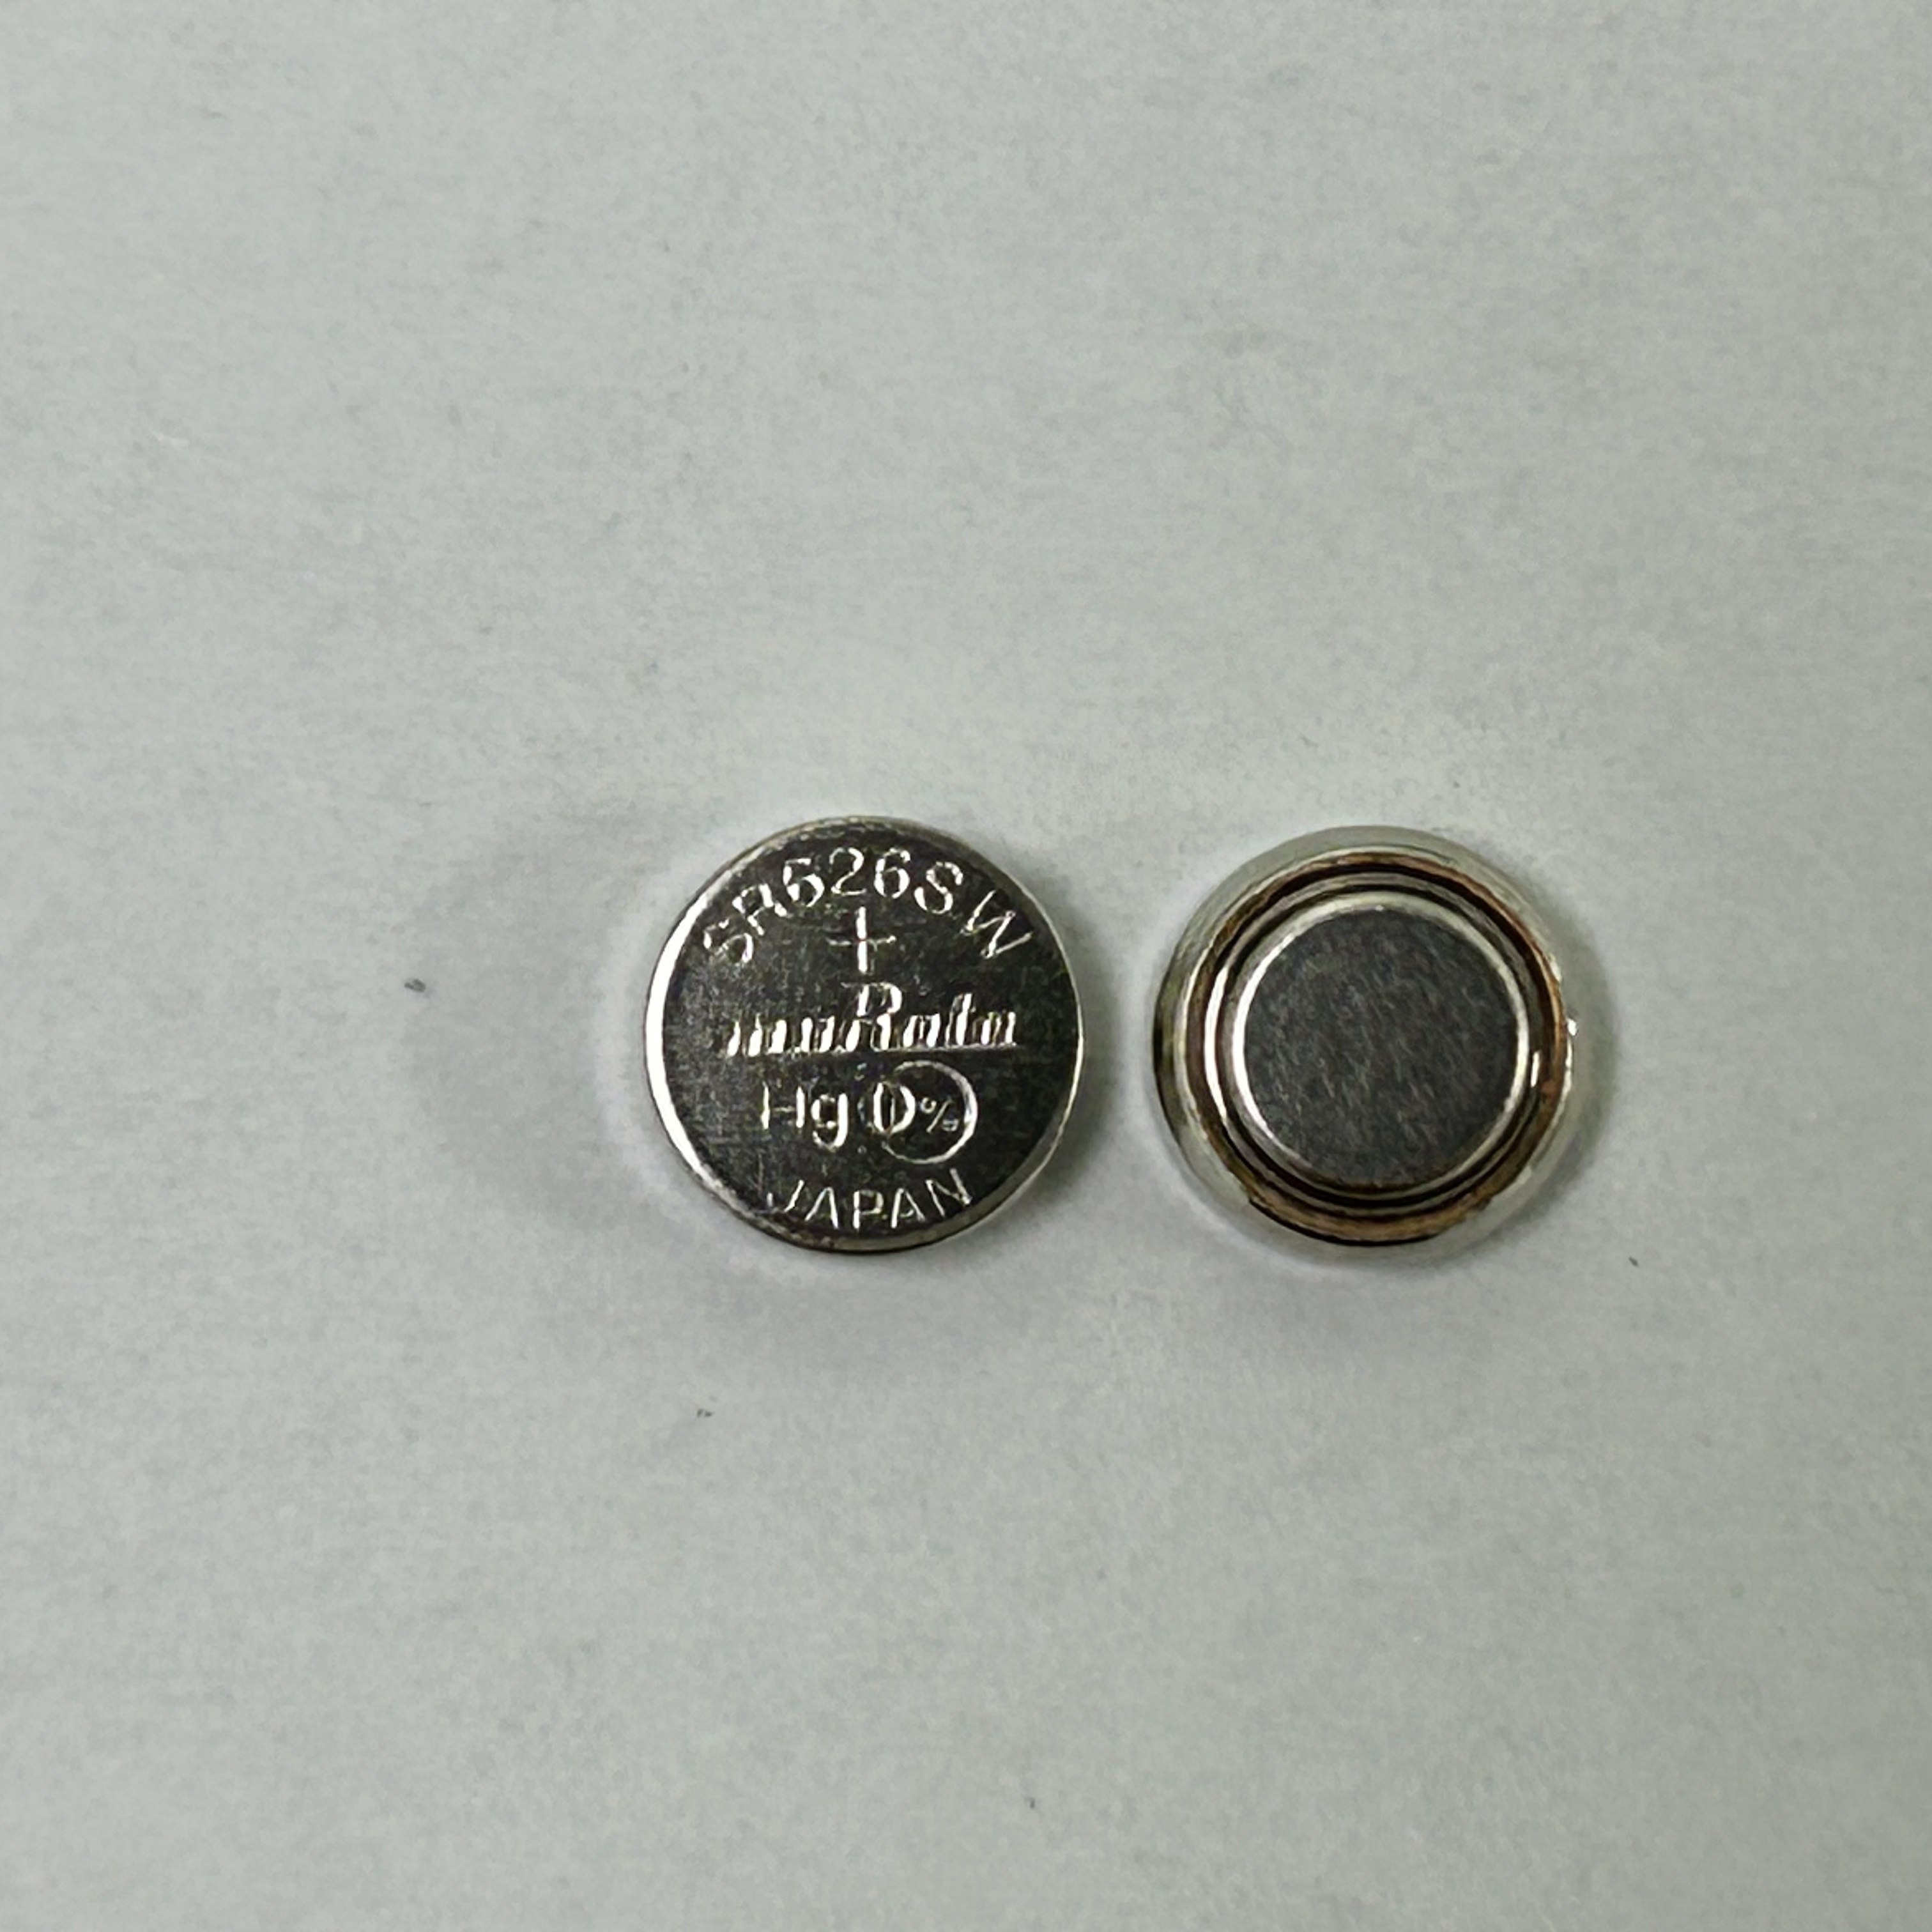 SR626SW
+
muRata
Hg 0%
JAPAN